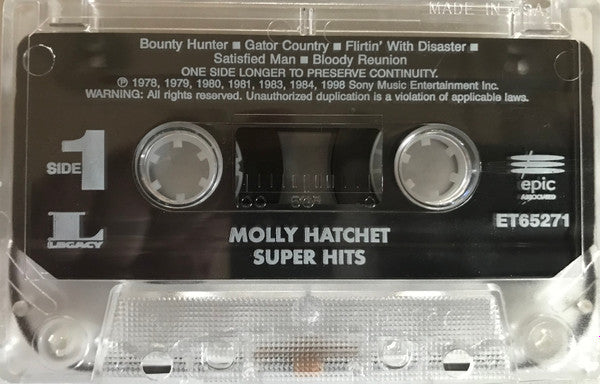 MADE IN U.S.A.
Bounty Hunter ■ Gator Country ■ Flirtin' With Disaster ■
Satisfied Man ■ Bloody Reunion
ONE SIDE LONGER TO PRESERVE CONTINUITY.
℗ 1978, 1979, 1980, 1981, 1983, 1984, 1998 Sony Music Entertainment Inc.
WARNING: All rights reserved. Unauthorized duplication is a violation of applicable laws.
SIDE 1
epic
ASSOCIATED
L
LEGACY
ET65271
MOLLY HATCHET
SUPER HITS